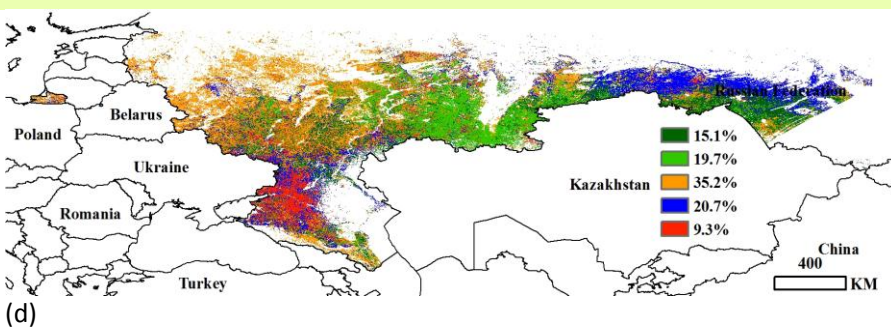 Russian Federation
Belarus
Poland
15.1%
Ukraine
19.7%
Kazakhstan
35.2%
Romania
20.7%
9.3%
China
400
KM
Turkey
(d)